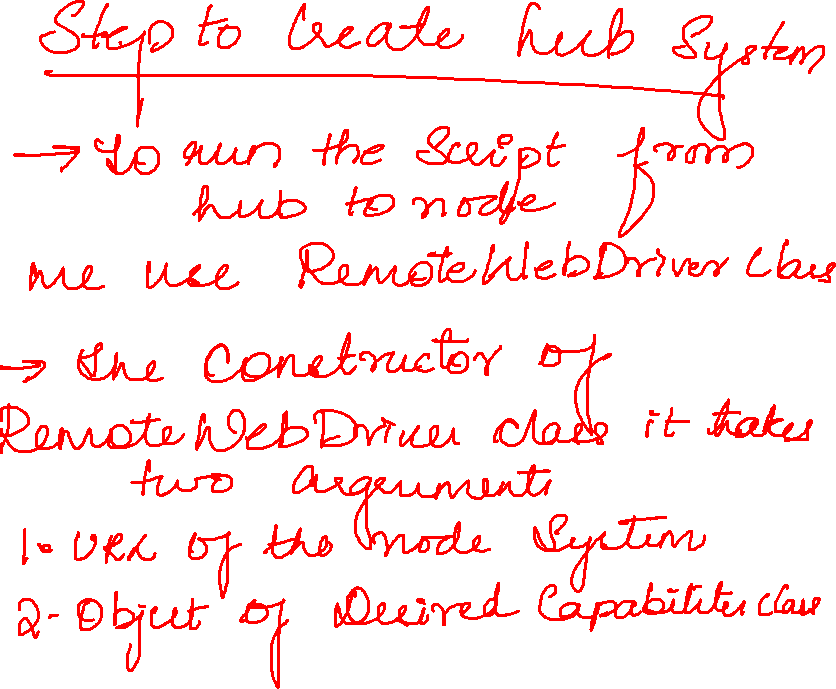 Step to Create hub System
→ To run the Script from
hub to node
we use RemoteWebDriver class
→ The constructor of
RemoteWebDriver class it takes
two arguments
1. URL of the node System
2- Object of Desired Capabilities class